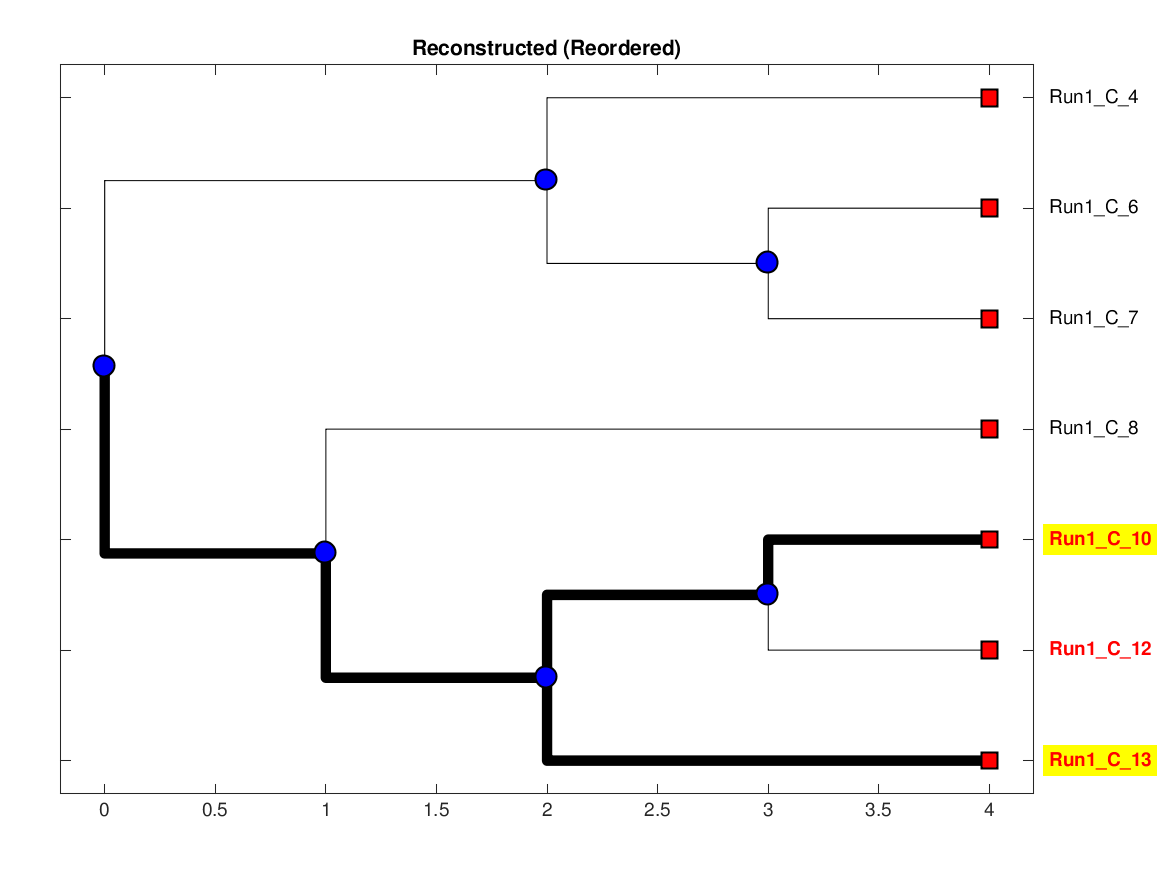 Reconstructed (Reordered)
Run1_C_4
Run1_C_6
Run1_C_7
Run1_C_8
Run1_C_10
Run1_C_12
Run1_C_13
0 0.5 1 1.5 2 2.5 3 3.5 4